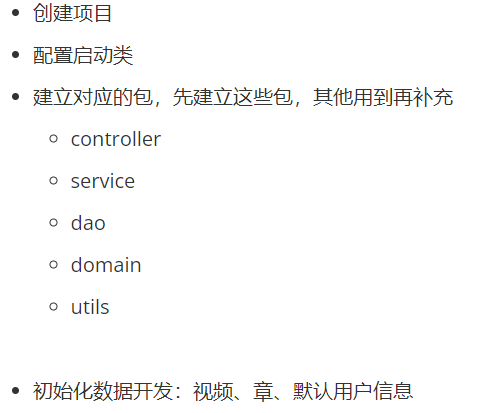 创建项目
配置启动类
建立对应的包，先建立这些包，其他用到再补充
controller
service
dao
domain
utils
初始化数据开发：视频、章、默认用户信息